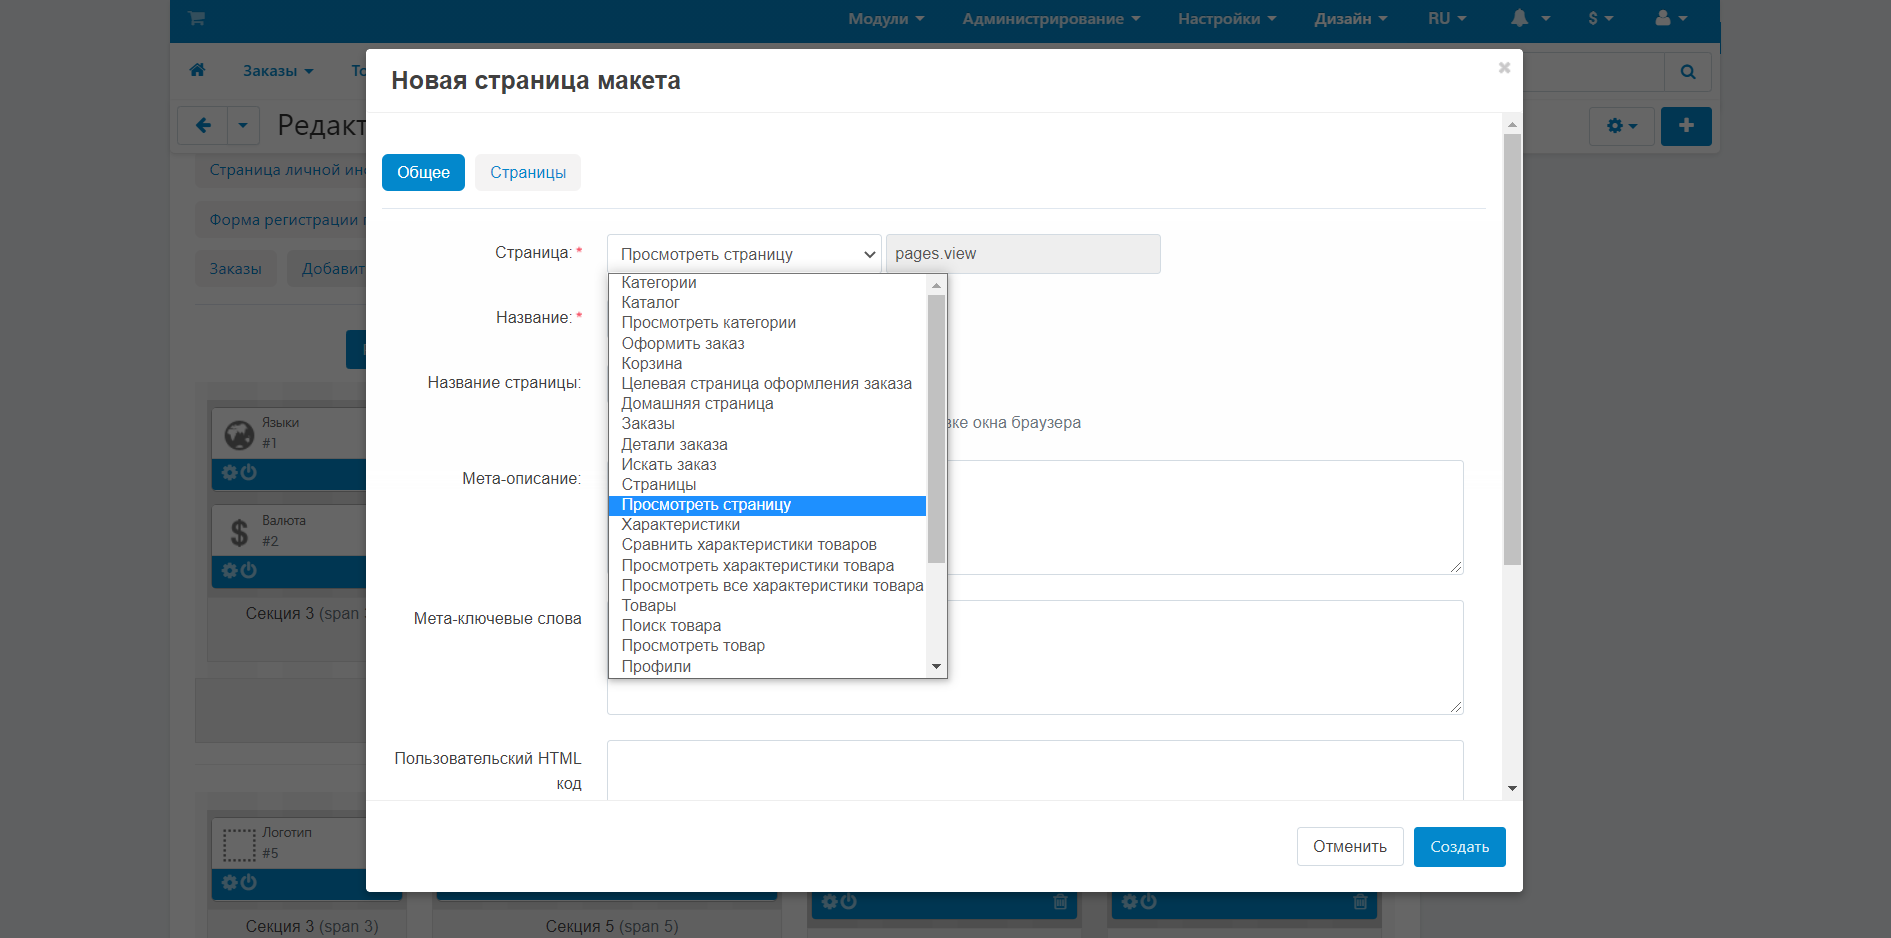 Модули Администрирование Настройки Дизайн RU $
Новая страница макета
Заказы
Редакт
Общее Страницы
Страница личной
Форма регистрации
Заказы
Страница:* Просмотреть страницу pages.view
Категории
Каталог
Просмотреть категории
Оформить заказ
Корзина
Целевая страница оформления заказа
Домашняя страница
Заказы
Детали заказа
Искать заказ
Страницы
Просмотреть страницу
Характеристики
Сравнить характеристики товаров
Просмотреть характеристики товара
Просмотреть все характеристики товара
Товары
Поиск товара
Просмотреть товар
Профили
Название:*
Название страницы:
окна браузера
Мета-описание:
Мета-ключевые слова
Пользовательский HTML
код
Отменить Создать
Языки
#1
Валюта
#2
Секция 3 (span
Логотип
#5
Секция 3 (span 3) Секция 5 (span 5)